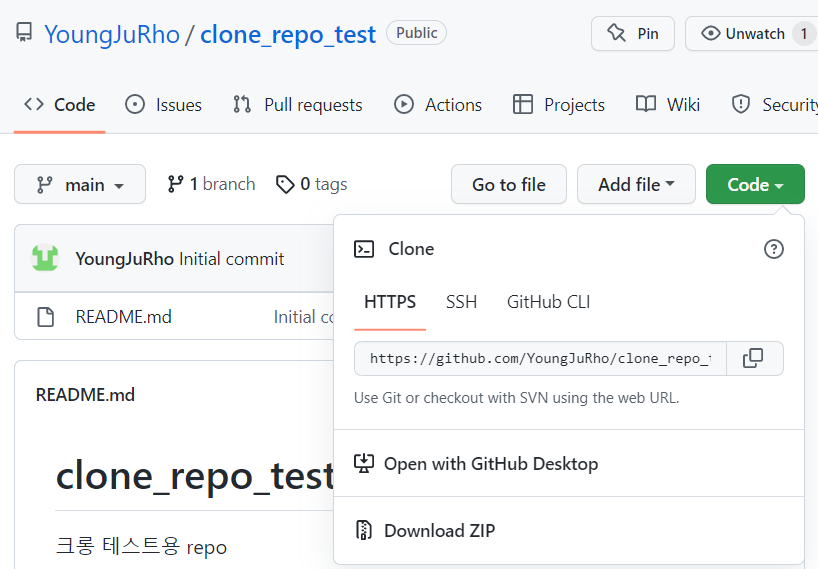 YoungJuRho / clone_repo_test Public Pin Unwatch 1
Code Issues Pull requests Actions Projects Wiki Security
main 1 branch 0 tags Go to file Add file Code
YoungJuRho Initial commit
README.md Initial
README.md
clone_repo_test
크롱 테스트용 repo
Clone
HTTPS SSH GitHub CLI
https://github.com/YoungJuRho/clone_repo_
Use Git or checkout with SVN using the web URL.
Open with GitHub Desktop
Download ZIP